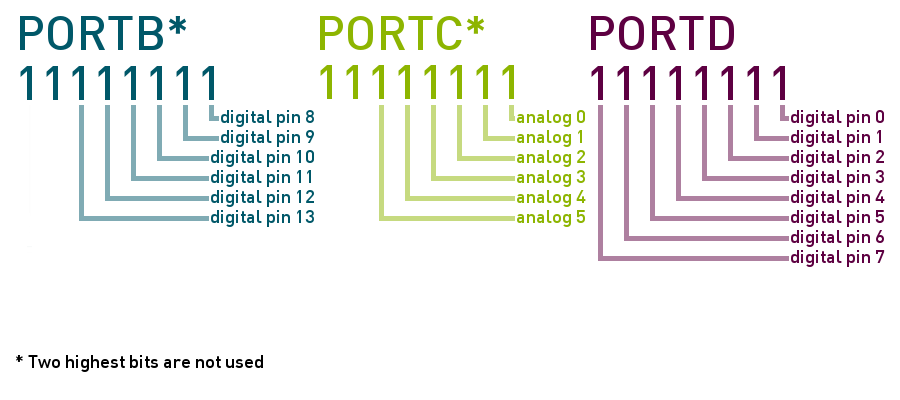 PORTB*
11111111
digital pin 8
digital pin 9
digital pin 10
digital pin 11
digital pin 12
digital pin 13
PORTC*
11111111
analog 0
analog 1
analog 2
analog 3
analog 4
analog 5
PORTD
11111111
digital pin 0
digital pin 1
digital pin 2
digital pin 3
digital pin 4
digital pin 5
digital pin 6
digital pin 7
* Two highest bits are not used